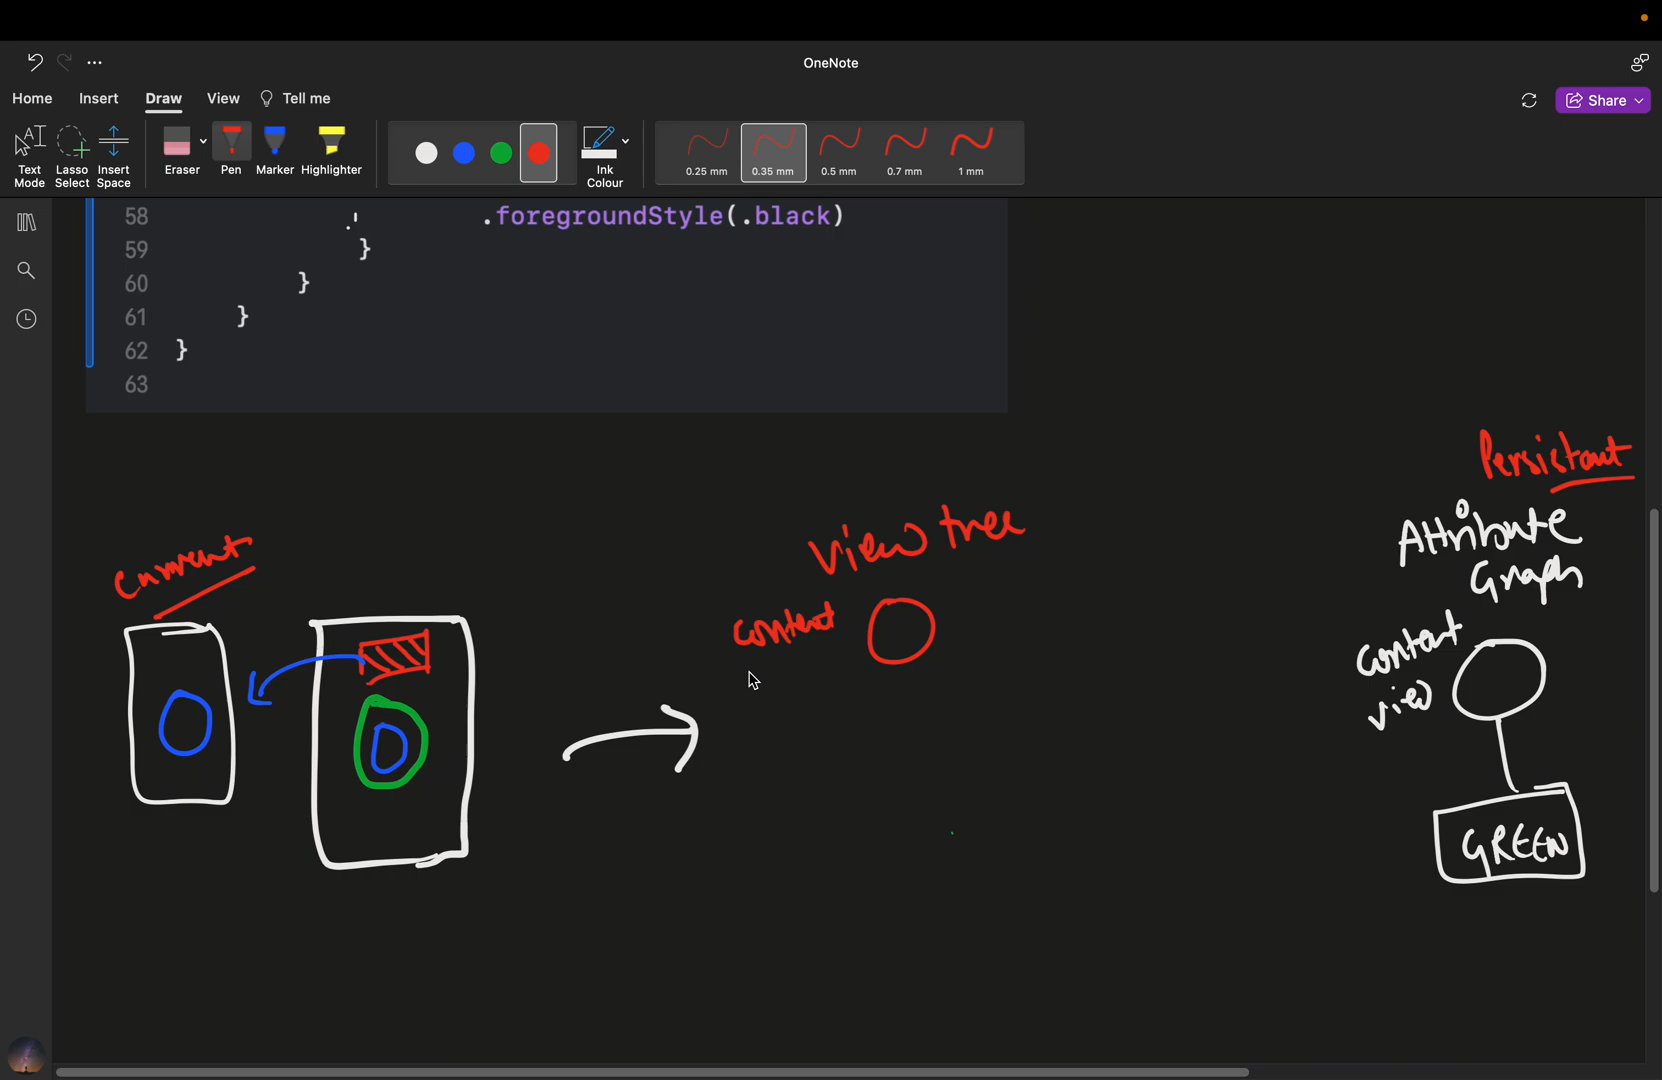 OneNote
Home Insert Draw View Tell me
Share
Text Mode
Lasso Select
Insert Space
Eraser
Pen
Marker
Highlighter
Ink Colour
0.25 mm
0.35 mm
0.5 mm
0.7 mm
1 mm
58 .foregroundStyle(.black)
59 }
60 }
61 }
62 }
63
Persistant
Attribute
Graph
View tree
Current
content
content
view
GREEN